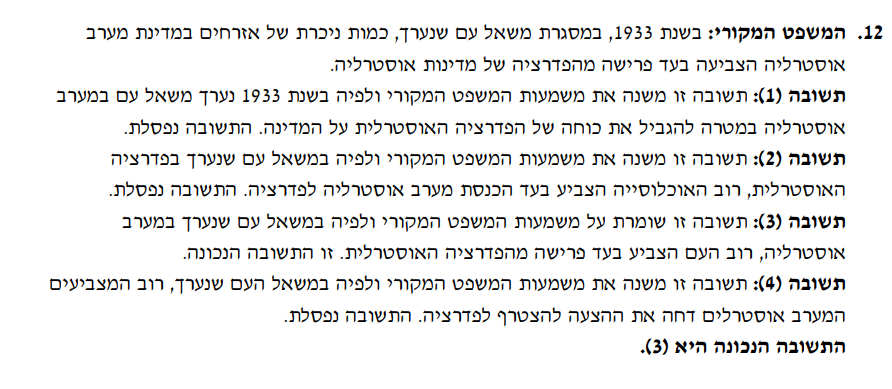 12. המשפט המקורי: בשנת 1933, במסגרת משאל עם שנערך, כמות ניכרת של אזרחים במדינת מערב
אוסטרליה הצביעה בעד פרישה מהפדרציה של מדינות אוסטרליה.
תשובה (1): תשובה זו משנה את משמעות המשפט המקורי ולפיה בשנת 1933 נערך משאל עם במערב
אוסטרליה במטרה להגביל את כוחה של הפדרציה האוסטרלית על המדינה. התשובה נפסלת.
תשובה (2): תשובה זו משנה את משמעות המשפט המקורי ולפיה במשאל עם שנערך בפדרציה
האוסטרלית, רוב האוכלוסייה הצביע בעד הכנסת מערב אוסטרליה לפדרציה. התשובה נפסלת.
תשובה (3): תשובה זו שומרת על משמעות המשפט המקורי ולפיה במשאל עם שנערך במערב
אוסטרליה, רוב העם הצביע בעד פרישה מהפדרציה האוסטרלית. זו התשובה הנכונה.
תשובה (4): תשובה זו משנה את משמעות המשפט המקורי ולפיה במשאל העם שנערך, רוב המצביעים
המערב אוסטרלים דחה את ההצעה להצטרף לפדרציה. התשובה נפסלת.
התשובה הנכונה היא (3).